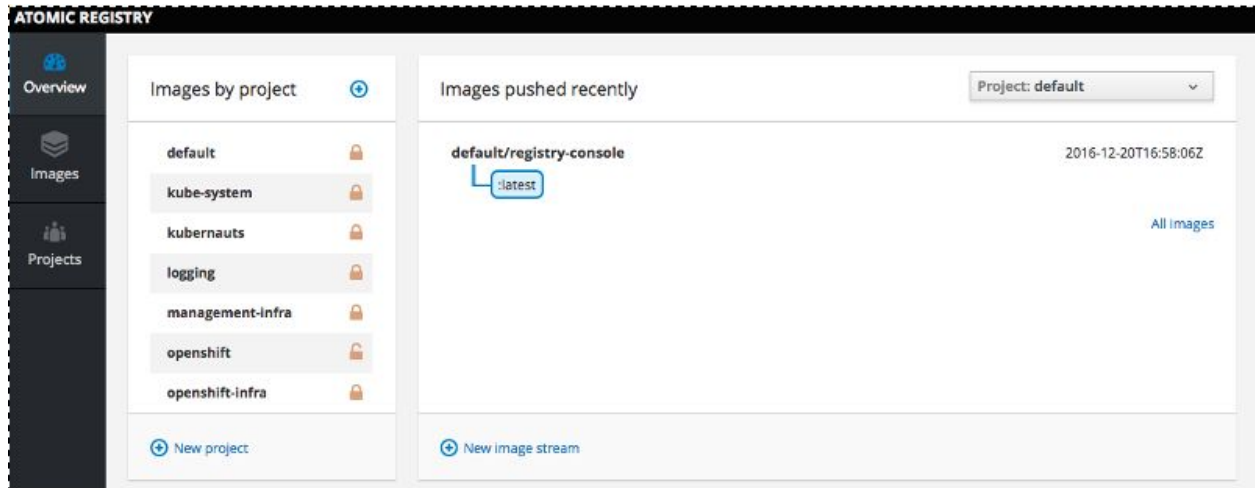 ATOMIC REGISTRY
Overview
Images
Projects
Images by project
default
kube-system
kubernauts
logging
management-infra
openshift
openshift-infra
New project
Images pushed recently
Project: default
default/registry-console
2016-12-20T16:58:06Z
:latest
All images
New image stream